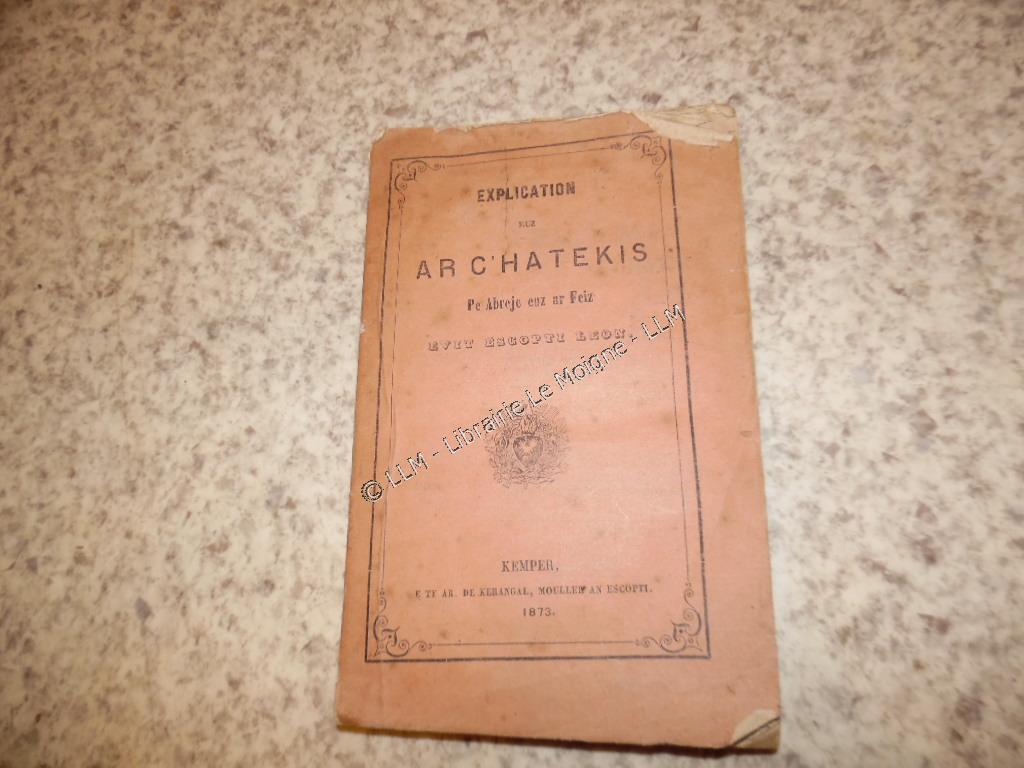 EXPLICATION
EUZ
AR C'HATEKIS
Pe Abreje euz ar Feiz
EVIT ESCOPTI LEON.
© LLM - Librairie Le Moigne - LLM
KEMPER,
E TY AR. DE KERANGAL, MOULLER AN ESCOPTI.
1873.